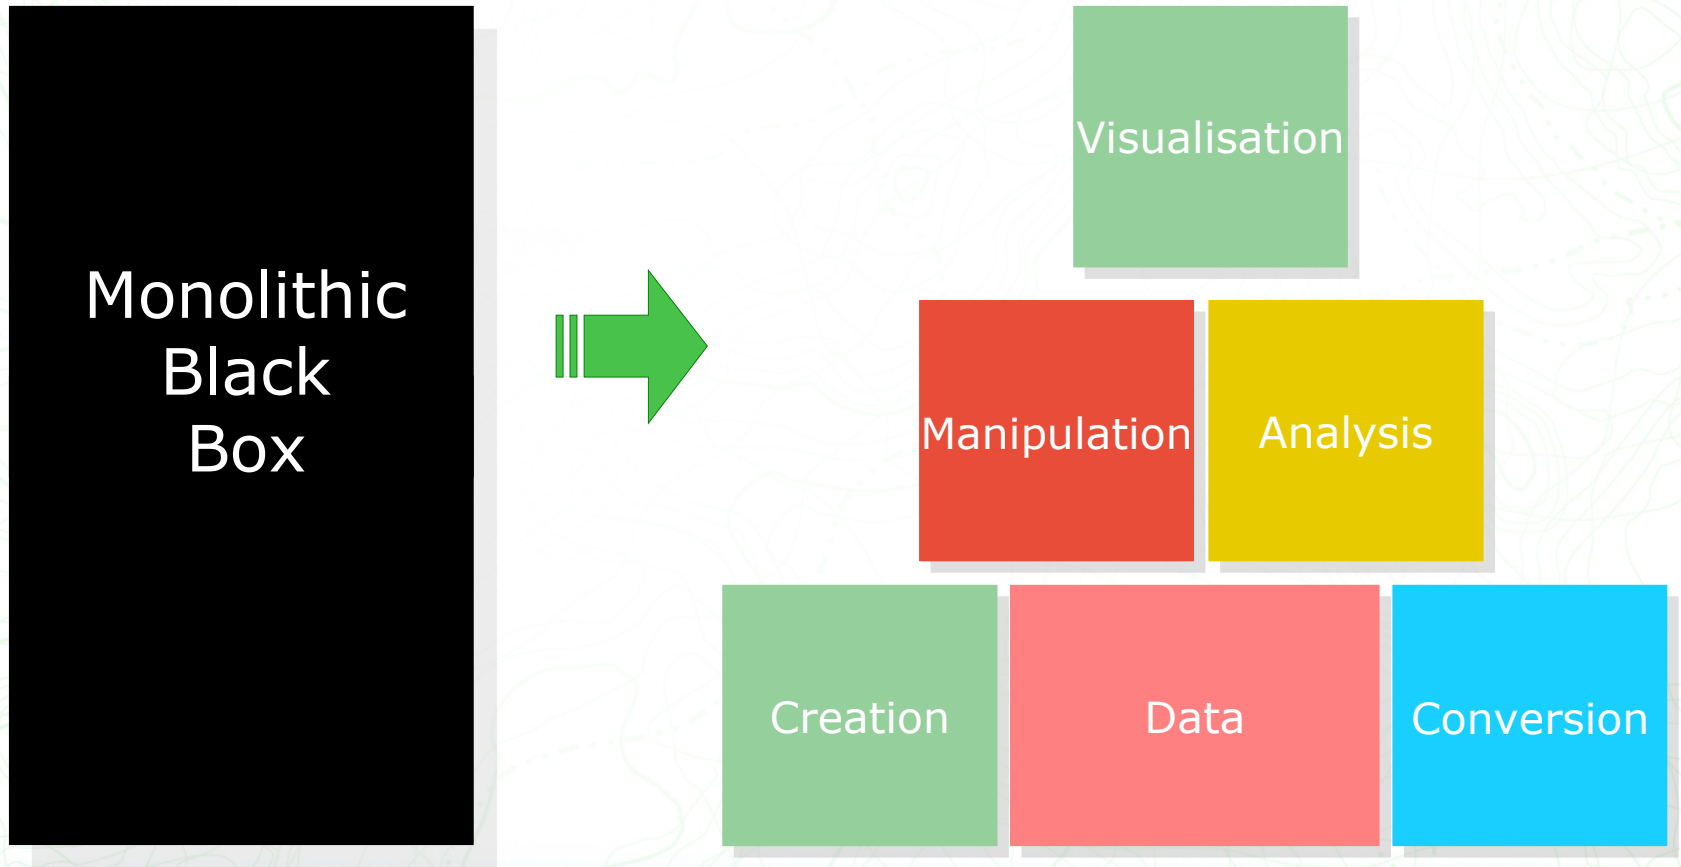 Monolithic
Black
Box
Visualisation
Manipulation
Analysis
Creation
Data
Conversion